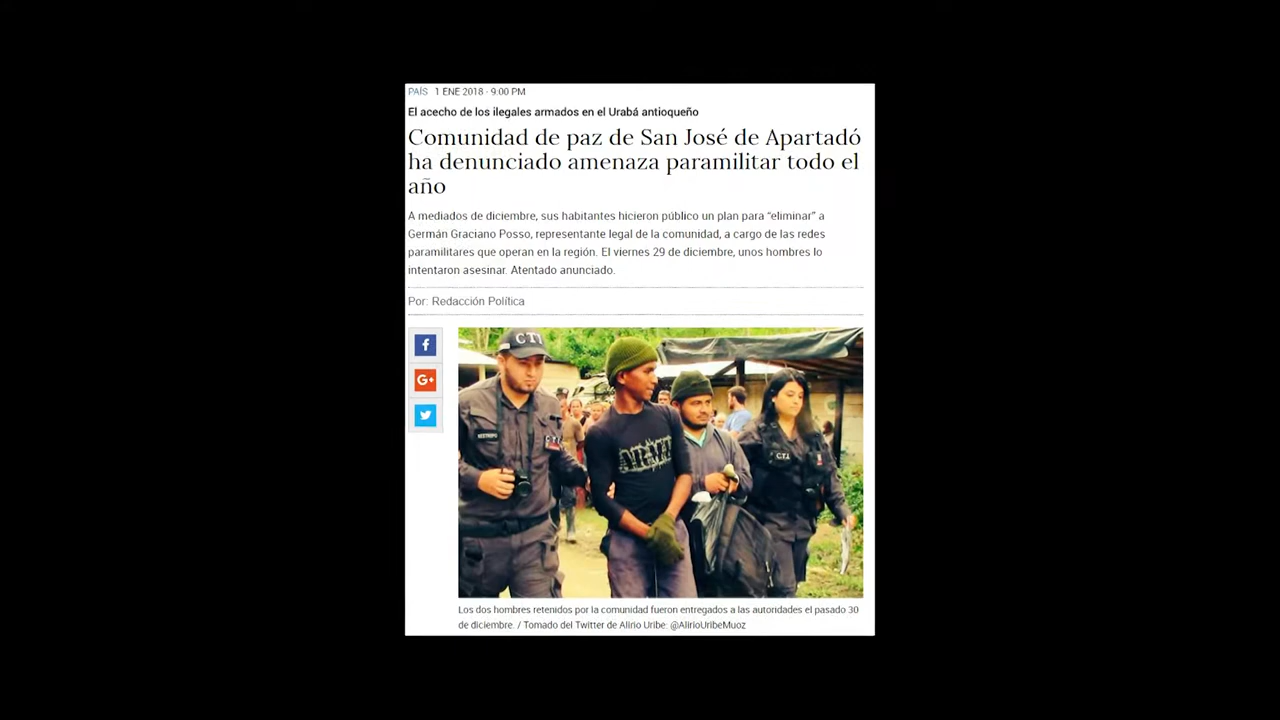 PAÍS 1 ENE 2018 - 9:00 PM
El acecho de los ilegales armados en el Urabá antioqueño
Comunidad de paz de San José de Apartadó
ha denunciado amenaza paramilitar todo el
año
A mediados de diciembre, sus habitantes hicieron público un plan para “eliminar” a
Germán Graciano Posso, representante legal de la comunidad, a cargo de las redes
paramilitares que operan en la región. El viernes 29 de diciembre, unos hombres lo
intentaron asesinar. Atentado anunciado.
Por: Redacción Política
f
G+
CTI
RESTREPO
CTI
ARMY
C.T.I.
Los dos hombres retenidos por la comunidad fueron entregados a las autoridades el pasado 30
de diciembre. / Tomado del Twitter de Alirio Uribe: @AlirioUribeMuoz